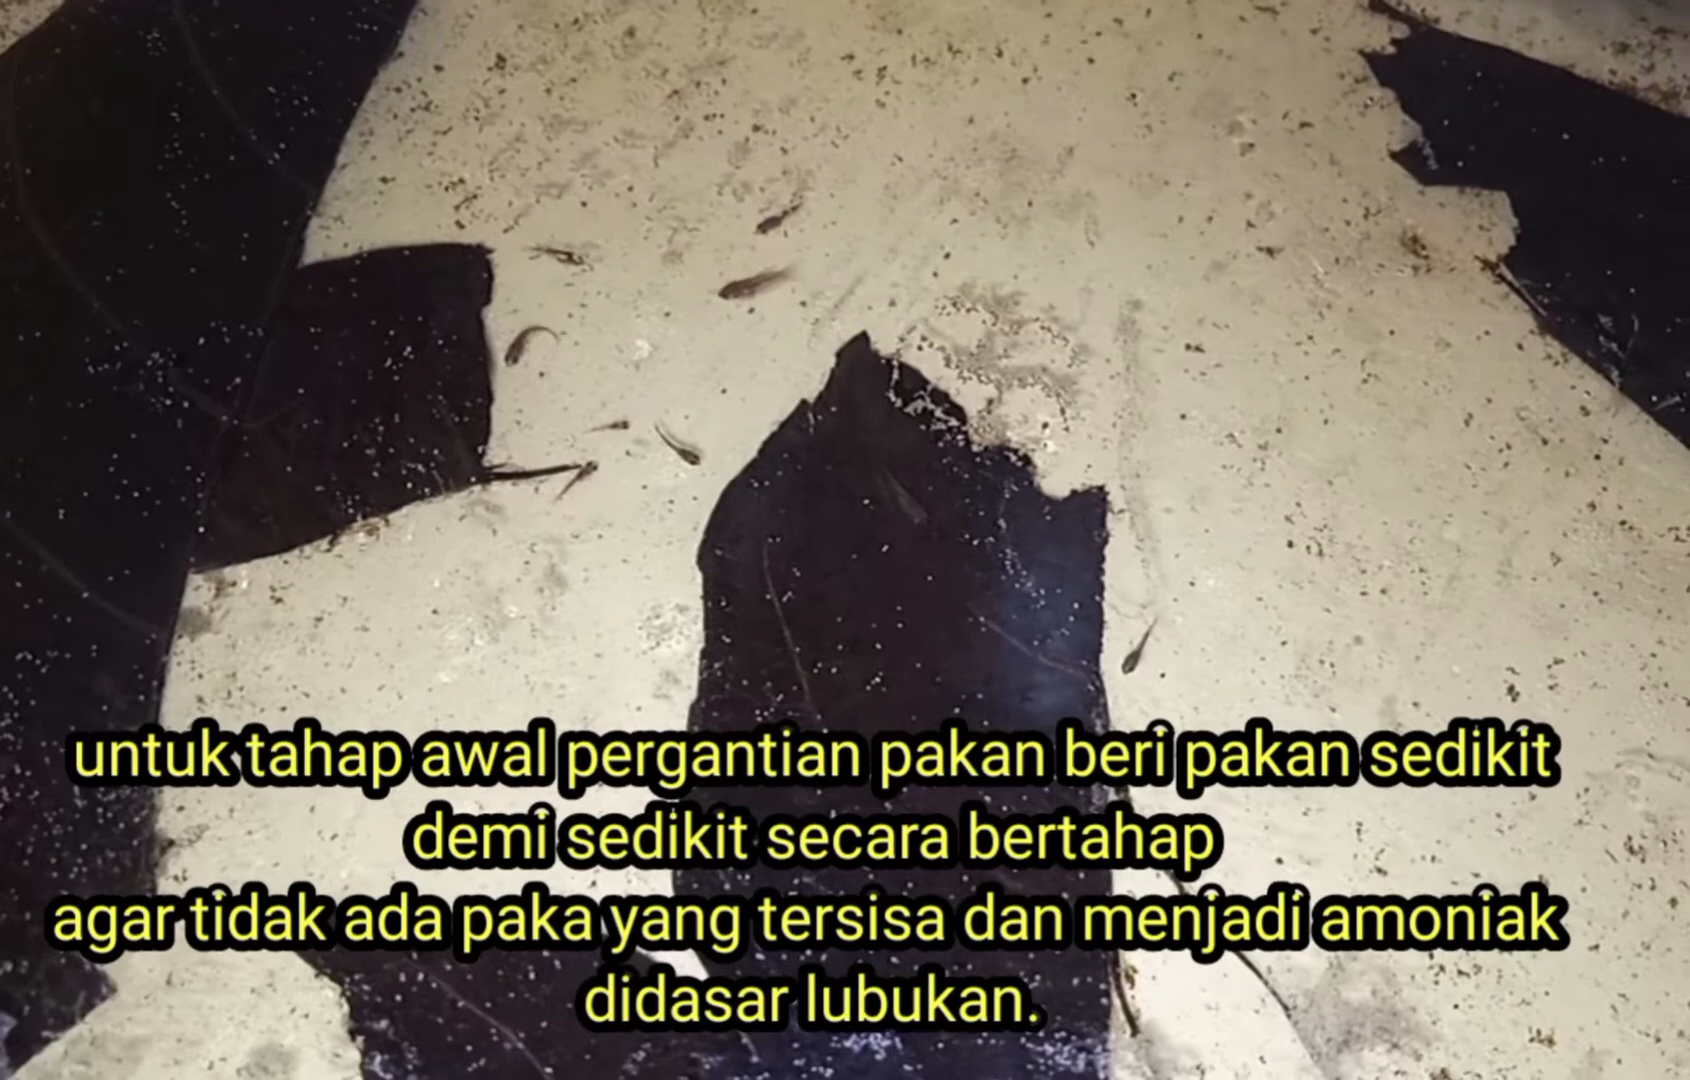 untuk tahap awal pergantian pakan beri pakan sedikit
demi sedikit secara bertahap
agar tidak ada paka yang tersisa dan menjadi amoniak
didasar lubukan.